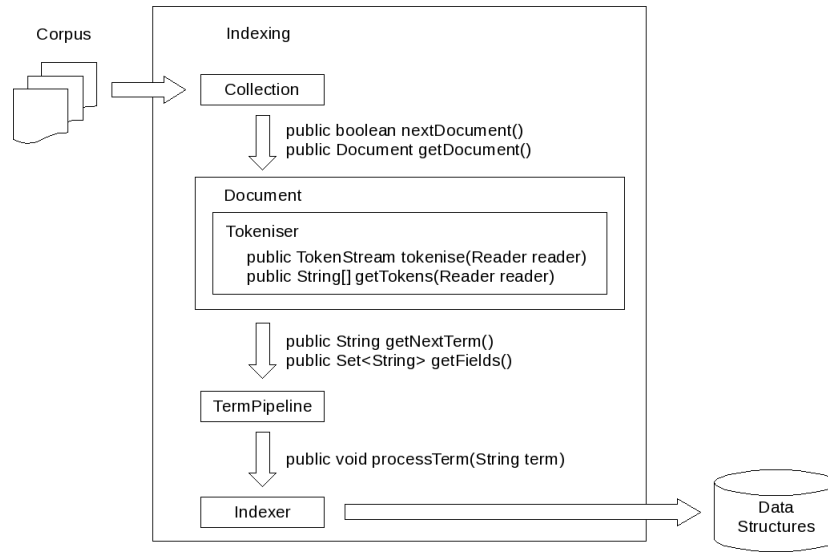 Corpus
Indexing
Collection
public boolean nextDocument()
public Document getDocument()
Document
Tokeniser
public TokenStream tokenise(Reader reader)
public String[] getTokens(Reader reader)
public String getNextTerm()
public Set<String> getFields()
TermPipeline
public void processTerm(String term)
Indexer
Data
Structures